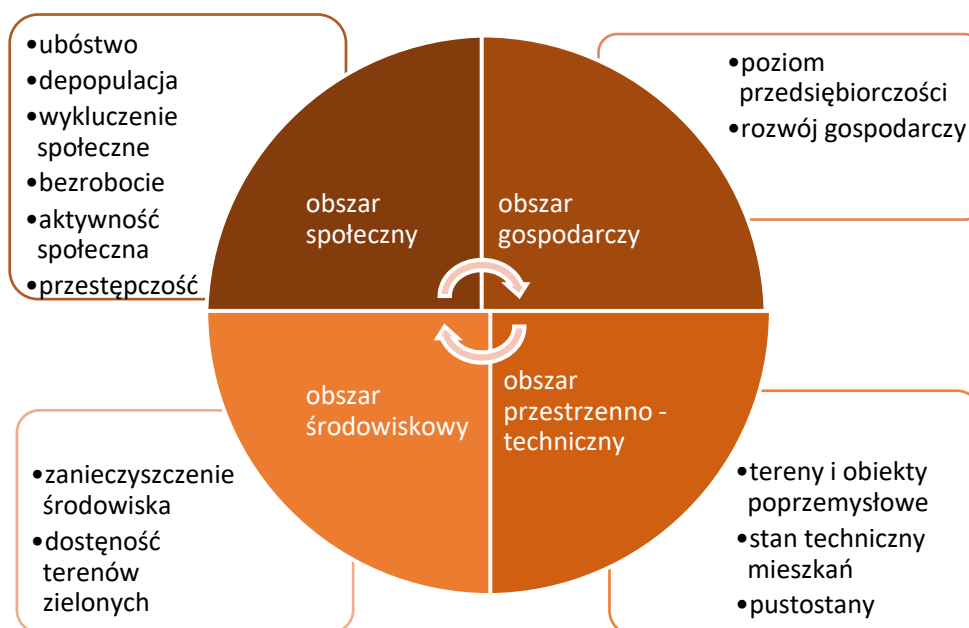 •ubóstwo
•depopulacja
•wykluczenie
społeczne
•bezrobocie
•aktywność
społeczna
•przestępczość
obszar
społeczny
obszar
gospodarczy
•poziom
przedsiębiorczości
•rozwój gospodarczy
•zanieczyszczenie
środowiska
•dostęność
terenów
zielonych
obszar
środowiskowy
obszar
przestrzenno -
techniczny
•tereny i obiekty
poprzemysłowe
•stan techniczny
mieszkań
•pustostany